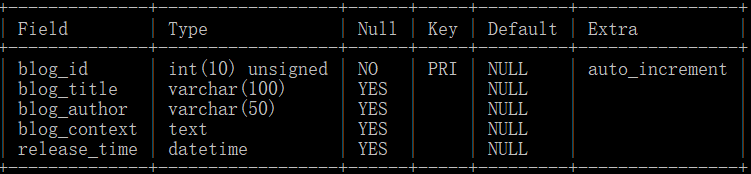 Field Type Null Key Default Extra
blog_id int(10) unsigned NO PRI NULL auto_increment
blog_title varchar(100) YES NULL
blog_author varchar(50) YES NULL
blog_context text YES NULL
release_time datetime YES NULL